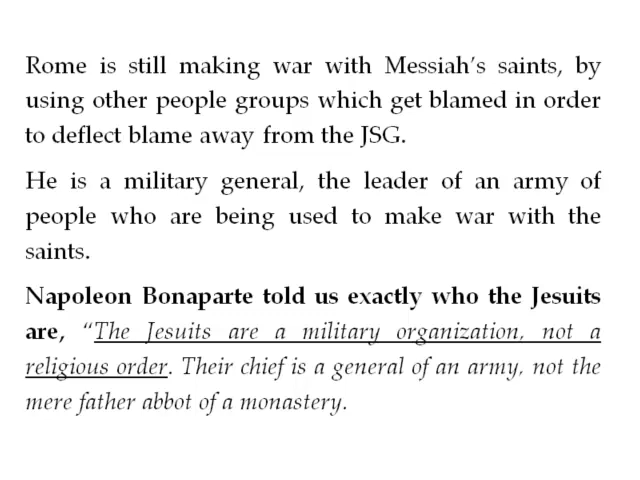 Rome is still making war with Messiah's saints, by
using other people groups which get blamed in order
to deflect blame away from the JSG.
He is a military general, the leader of an army of
people who are being used to make war with the
saints.
Napoleon Bonaparte told us exactly who the Jesuits
are, “The Jesuits are a military organization, not a
religious order. Their chief is a general of an army, not the
mere father abbot of a monastery.